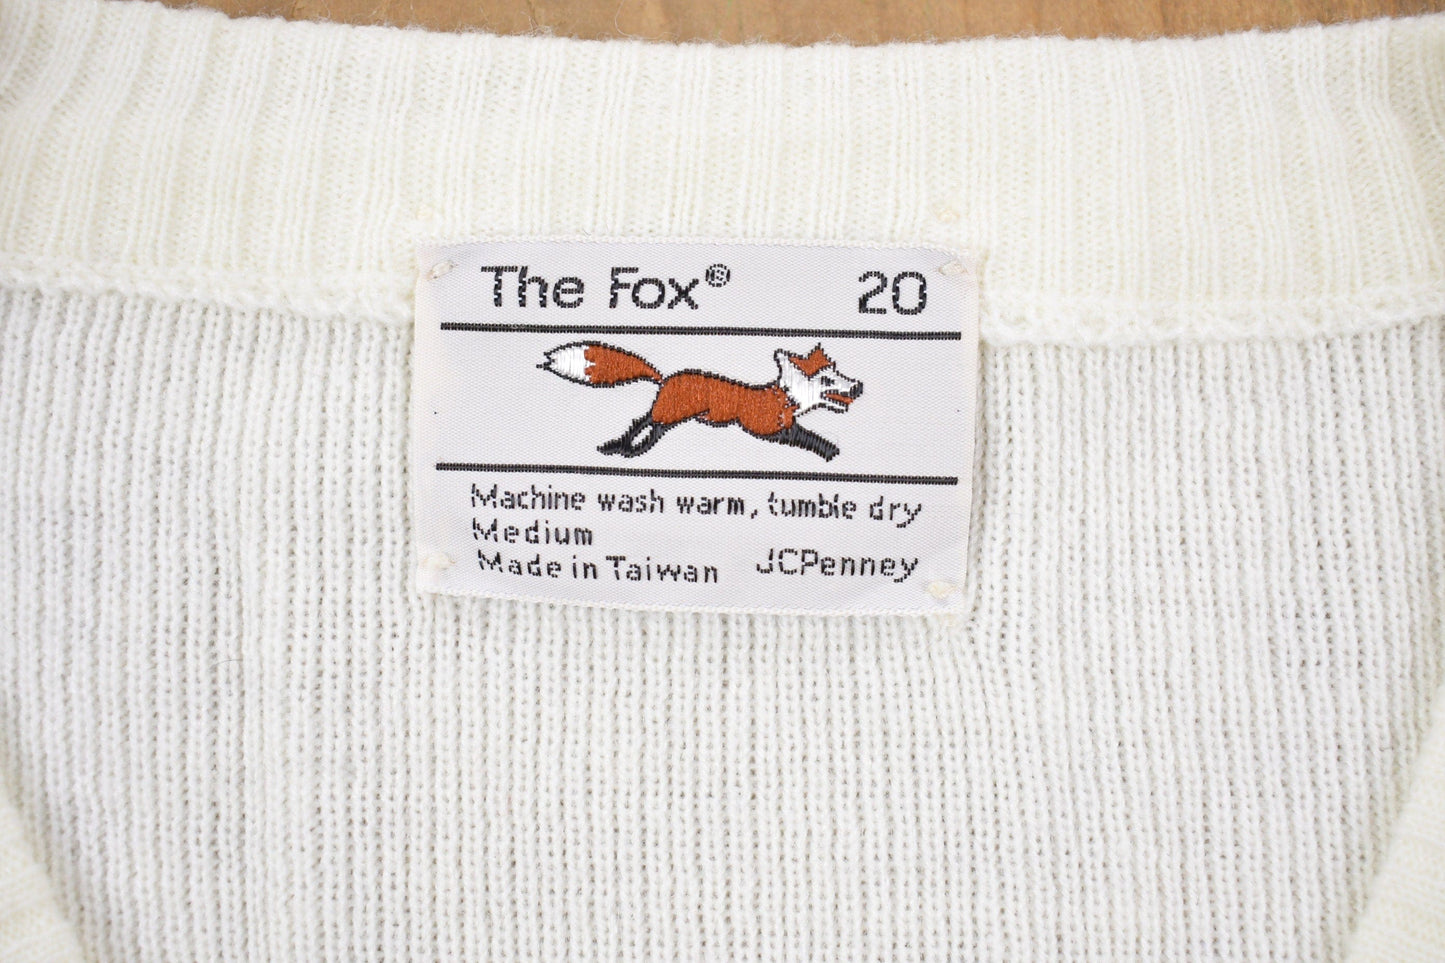 The Fox® 20
Machine wash warm, tumble dry
Medium
Made in Taiwan JCPenney